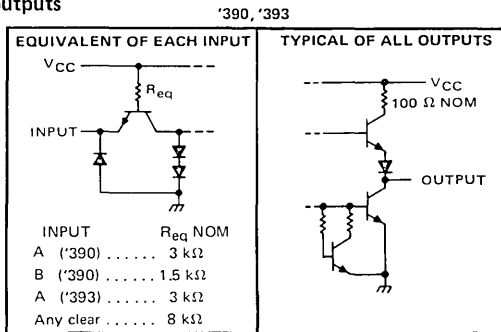 utputs
'390, '393
EQUIVALENT OF EACH INPUT
VCC
Req
INPUT
INPUT Req NOM
A ('390) ...... 3 kΩ
B ('390) ...... 1.5 kΩ
A ('393) ...... 3 kΩ
Any clear ...... 8 kΩ
TYPICAL OF ALL OUTPUTS
VCC
100 Ω NOM
OUTPUT